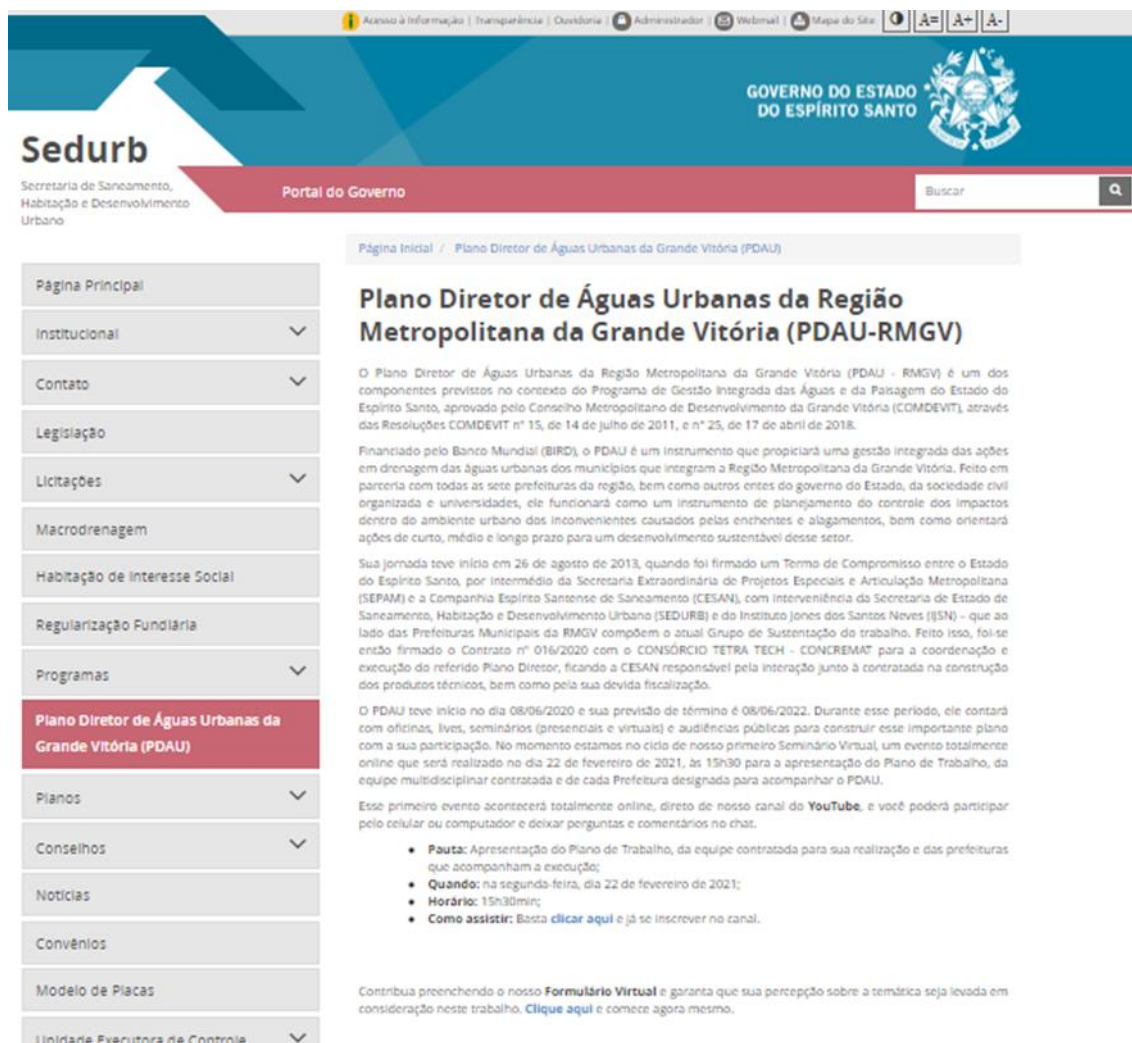 Acesso à Informação | Transparência | Ouvidoria | Administrador | Webmail | Mapa do Site A= A+ A-
GOVERNO DO ESTADO
DO ESPÍRITO SANTO
Sedurb
Secretaria de Saneamento,
Habitação e Desenvolvimento
Urbano
Portal do Governo
Buscar
Página Inicial / Plano Diretor de Águas Urbanas da Grande Vitória (PDAU)
Página Principal
Institucional
Contato
Legislação
Licitações
Macrodrenagem
Habitação de Interesse Social
Regularização Fundiária
Programas
Plano Diretor de Águas Urbanas da
Grande Vitória (PDAU)
Planos
Conselhos
Notícias
Convênios
Modelo de Placas
Unidade Executora de Controle
Plano Diretor de Águas Urbanas da Região
Metropolitana da Grande Vitória (PDAU-RMGV)
O Plano Diretor de Águas Urbanas da Região Metropolitana da Grande Vitória (PDAU - RMGV) é um dos
componentes previstos no contexto do Programa de Gestão Integrada das Águas e da Paisagem do Estado do
Espírito Santo, aprovado pelo Conselho Metropolitano de Desenvolvimento da Grande Vitória (COMDEVIT), através
das Resoluções COMDEVIT nº 15, de 14 de julho de 2011, e nº 25, de 17 de abril de 2018.
Financiado pelo Banco Mundial (BIRD), o PDAU é um instrumento que propiciará uma gestão integrada das ações
em drenagem das águas urbanas dos municípios que integram a Região Metropolitana da Grande Vitória. Feito em
parceria com todas as sete prefeituras da região, bem como outros entes do governo do Estado, da sociedade civil
organizada e universidades, ele funcionará como um instrumento de planejamento do controle dos impactos
dentro do ambiente urbano dos inconvenientes causados pelas enchentes e alagamentos, bem como orientará
ações de curto, médio e longo prazo para um desenvolvimento sustentável desse setor.
Sua jornada teve início em 26 de agosto de 2013, quando foi firmado um Termo de Compromisso entre o Estado
do Espírito Santo, por intermédio da Secretaria Extraordinária de Projetos Especiais e Articulação Metropolitana
(SEPAM) e a Companhia Espírito Santense de Saneamento (CESAN), com interveniência da Secretaria de Estado de
Saneamento, Habitação e Desenvolvimento Urbano (SEDURB) e do Instituto Jones dos Santos Neves (IJSN) – que ao
lado das Prefeituras Municipais da RMGV compõem o atual Grupo de Sustentação do trabalho. Feito isso, foi-se
então firmado o Contrato nº 016/2020 com o CONSÓRCIO TETRA TECH - CONCREMAT para a coordenação e
execução do referido Plano Diretor, ficando a CESAN responsável pela interação junto à contratada na construção
dos produtos técnicos, bem como pela sua devida fiscalização.
O PDAU teve início no dia 08/06/2020 e sua previsão de término é 08/06/2022. Durante esse período, ele contará
com oficinas, lives, seminários (presenciais e virtuais) e audiências públicas para construir esse importante plano
com a sua participação. No momento estamos no ciclo de nosso primeiro Seminário Virtual, um evento totalmente
online que será realizado no dia 22 de fevereiro de 2021, às 15h30 para a apresentação do Plano de Trabalho, da
equipe multidisciplinar contratada e de cada Prefeitura designada para acompanhar o PDAU.
Esse primeiro evento acontecerá totalmente online, direto de nosso canal do YouTube, e você poderá participar
pelo celular ou computador e deixar perguntas e comentários no chat.
• Pauta: Apresentação do Plano de Trabalho, da equipe contratada para sua realização e das prefeituras
que acompanham a execução;
• Quando: na segunda-feira, dia 22 de fevereiro de 2021;
• Horário: 15h30min;
• Como assistir: Basta clicar aqui e já se inscrever no canal.
Contribua preenchendo o nosso Formulário Virtual e garanta que sua percepção sobre a temática seja levada em
consideração neste trabalho. Clique aqui e comece agora mesmo.